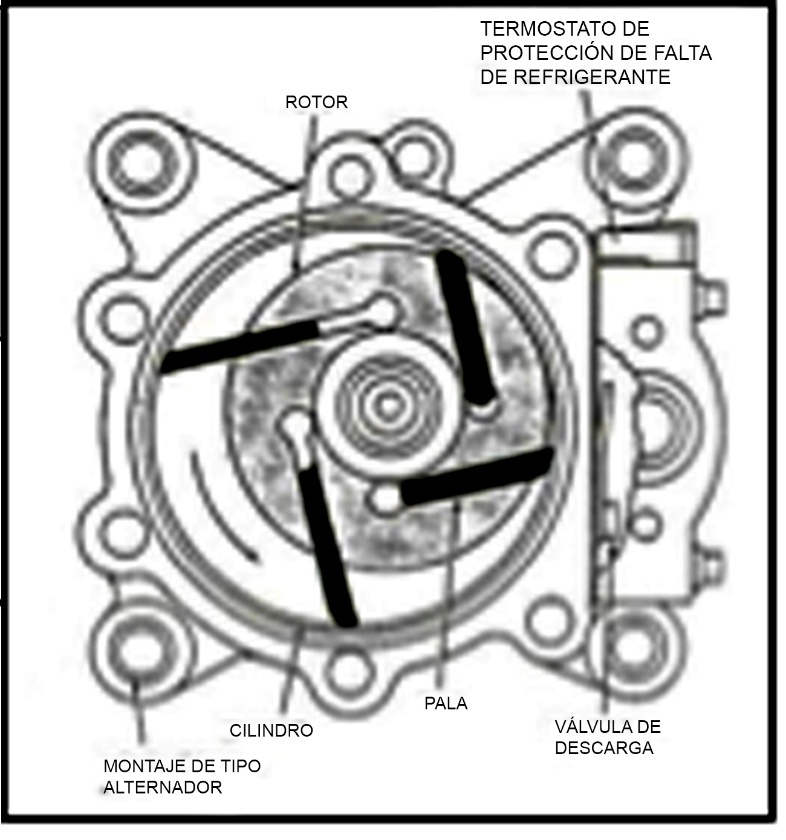 TERMOSTATO DE
PROTECCIÓN DE FALTA
DE REFRIGERANTE
ROTOR
PALA
CILINDRO
VÁLVULA DE
DESCARGA
MONTAJE DE TIPO
ALTERNADOR